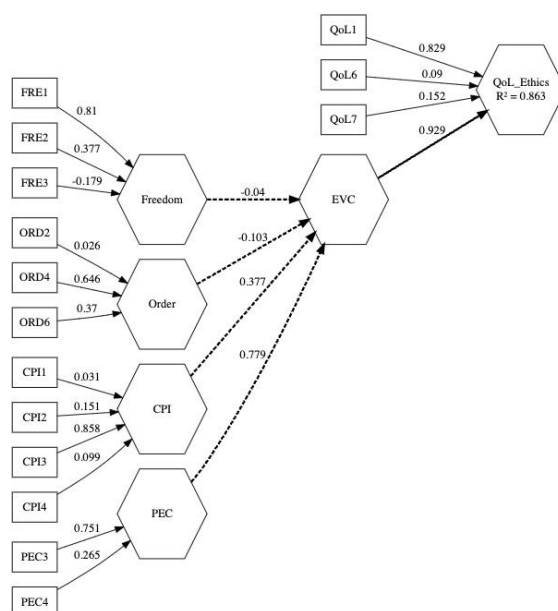 QoL1
0.829
QoL6
0.09
QoL7
0.152
QoL_Ethics
R² = 0.863
0.929
FRE1
0.81
FRE2
0.377
FRE3
-0.179
Freedom
-0.04
EVC
ORD2
0.026
ORD4
0.646
ORD6
0.37
Order
-0.103
CPI1
0.031
CPI2
0.151
CPI3
0.858
CPI4
0.099
CPI
0.377
PEC3
0.751
PEC4
0.265
PEC
0.779